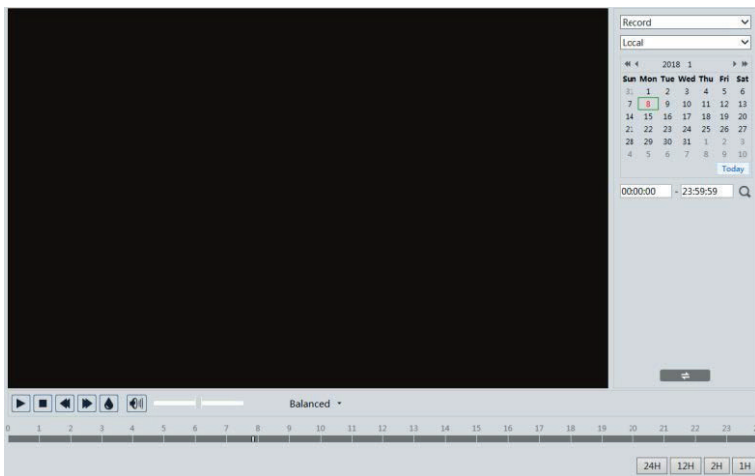 Record
Local
2018 1
Sun Mon Tue Wed Thu Fri Sat
31 1 2 3 4 5 6
7 8 9 10 11 12 13
14 15 16 17 18 19 20
21 22 23 24 25 26 27
28 29 30 31 1 2 3
4 5 6 7 8 9 10
Today
00:00:00 - 23:59:59
Balanced
0 1 2 3 4 5 6 7 8 9 10 11 12 13 14 15 16 17 18 19 20 21 22 23
24H 12H 2H 1H